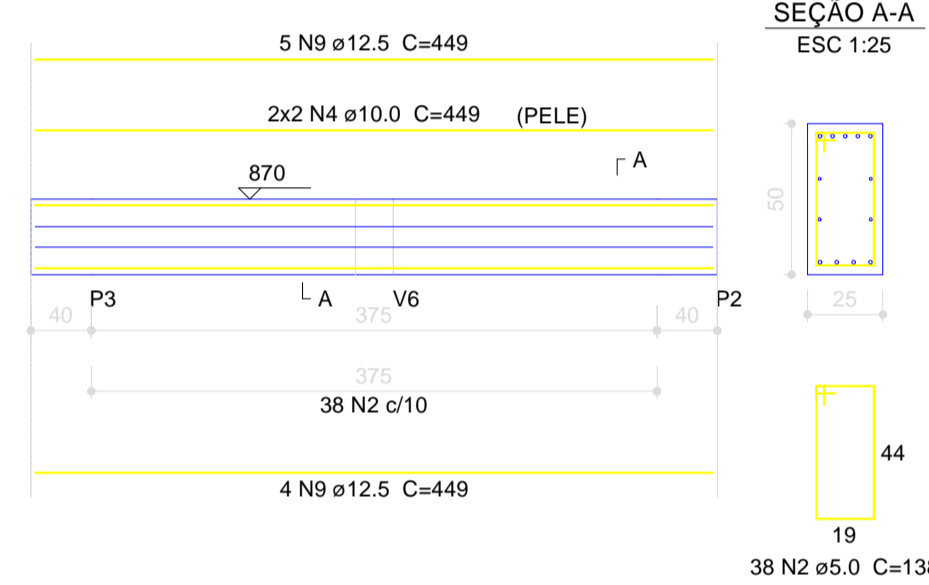 SEÇÃO A-A
ESC 1:25
5 N9 ø12.5 C=449
2x2 N4 ø10.0 C=449 (PELE)
A
870
50
25
P3
A
V6
P2
40
375
40
375
38 N2 c/10
4 N9 ø12.5 C=449
44
19
38 N2 ø5.0